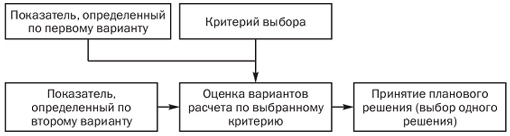 Показатель, определенный
по первому варианту
Критерий выбора
Показатель,
определенный по
второму варианту
Оценка вариантов
расчета по выбранному
критерию
Принятие планового
решения (выбор одного
решения)